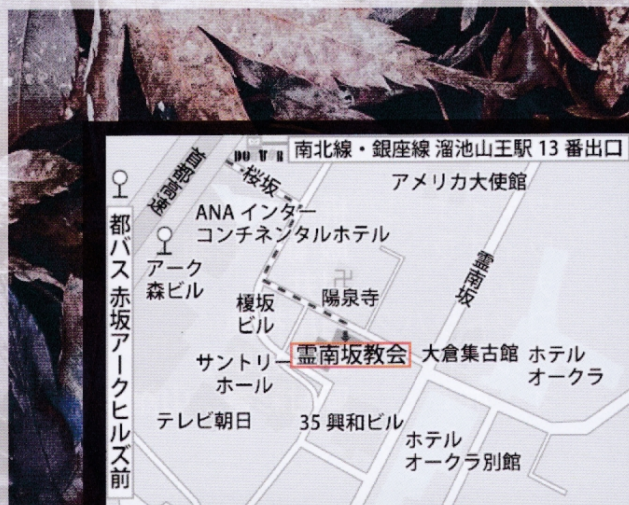 南北線・銀座線 溜池山王駅 13 番出口
首都高速
桜坂
アメリカ大使館
ANA インター
コンチネンタルホテル
都バス 赤坂アークヒルズ前
アーク
森ビル
霊南坂
榎坂
ビル
陽泉寺
サントリー
ホール
霊南坂教会
大倉集古館
ホテル
オークラ
テレビ朝日
35 興和ビル
ホテル
オークラ別館